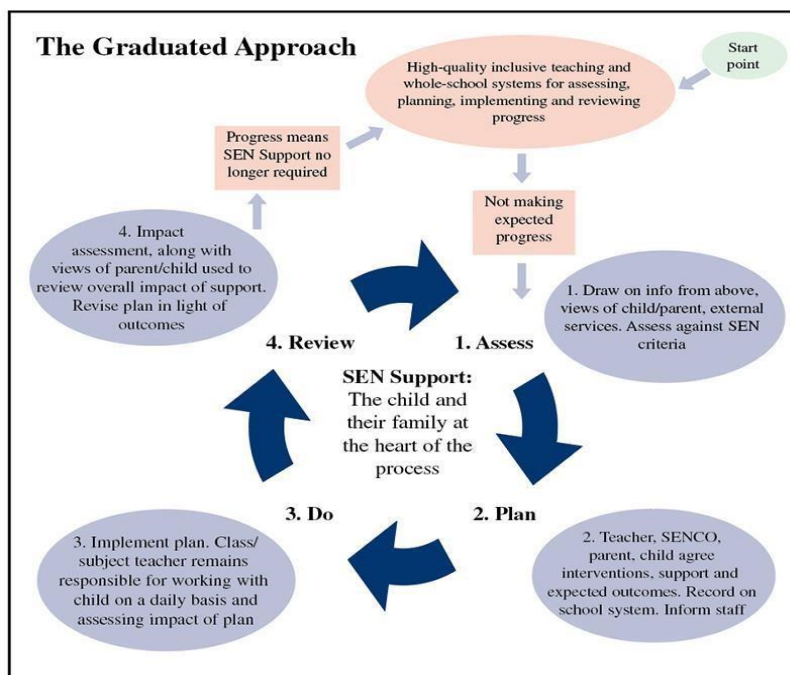 The Graduated Approach
Start
point
High-quality inclusive teaching and
whole-school systems for assessing,
planning, implementing and reviewing
progress
Progress means
SEN Support no
longer required
Not making
expected
progress
4. Impact
assessment, along with
views of parent/child used to
review overall impact of support.
Revise plan in light of
outcomes
1. Draw on info from above,
views of child/parent, external
services. Assess against SEN
criteria
4. Review
1. Assess
SEN Support:
The child and
their family at
the heart of the
process
3. Do
2. Plan
3. Implement plan. Class/
subject teacher remains
responsible for working with
child on a daily basis and
assessing impact of plan
2. Teacher, SENCO,
parent, child agree
interventions, support and
expected outcomes. Record on
school system. Inform staff